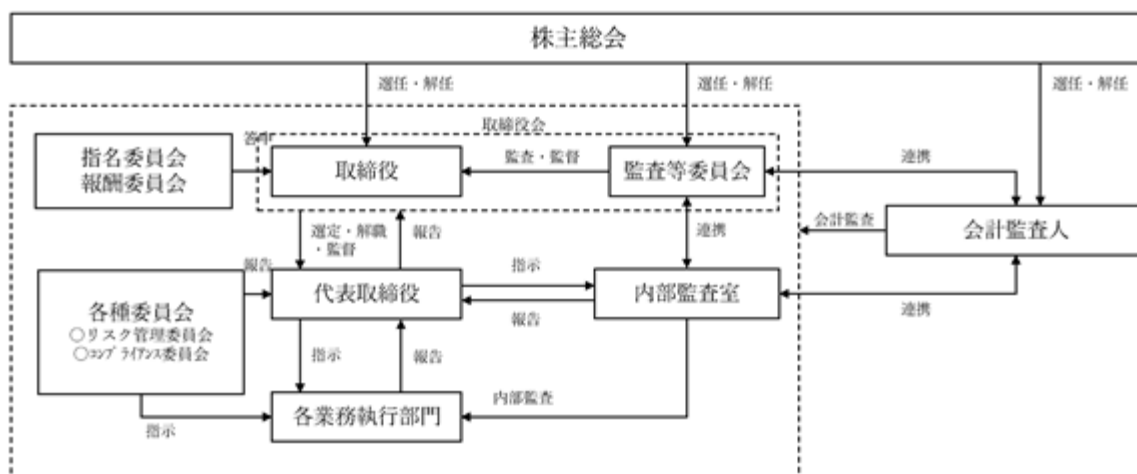 株主総会
選任・解任
選任・解任
選任・解任
取締役会
指名委員会
報酬委員会
取締役
監査・監督
監査等委員会
連携
会計監査
会計監査人
選定・解職
・監督
報告
連携
報告
指示
各種委員会
○リスク管理委員会
○コンプライアンス委員会
代表取締役
内部監査室
報告
連携
指示
報告
内部監査
各業務執行部門
指示